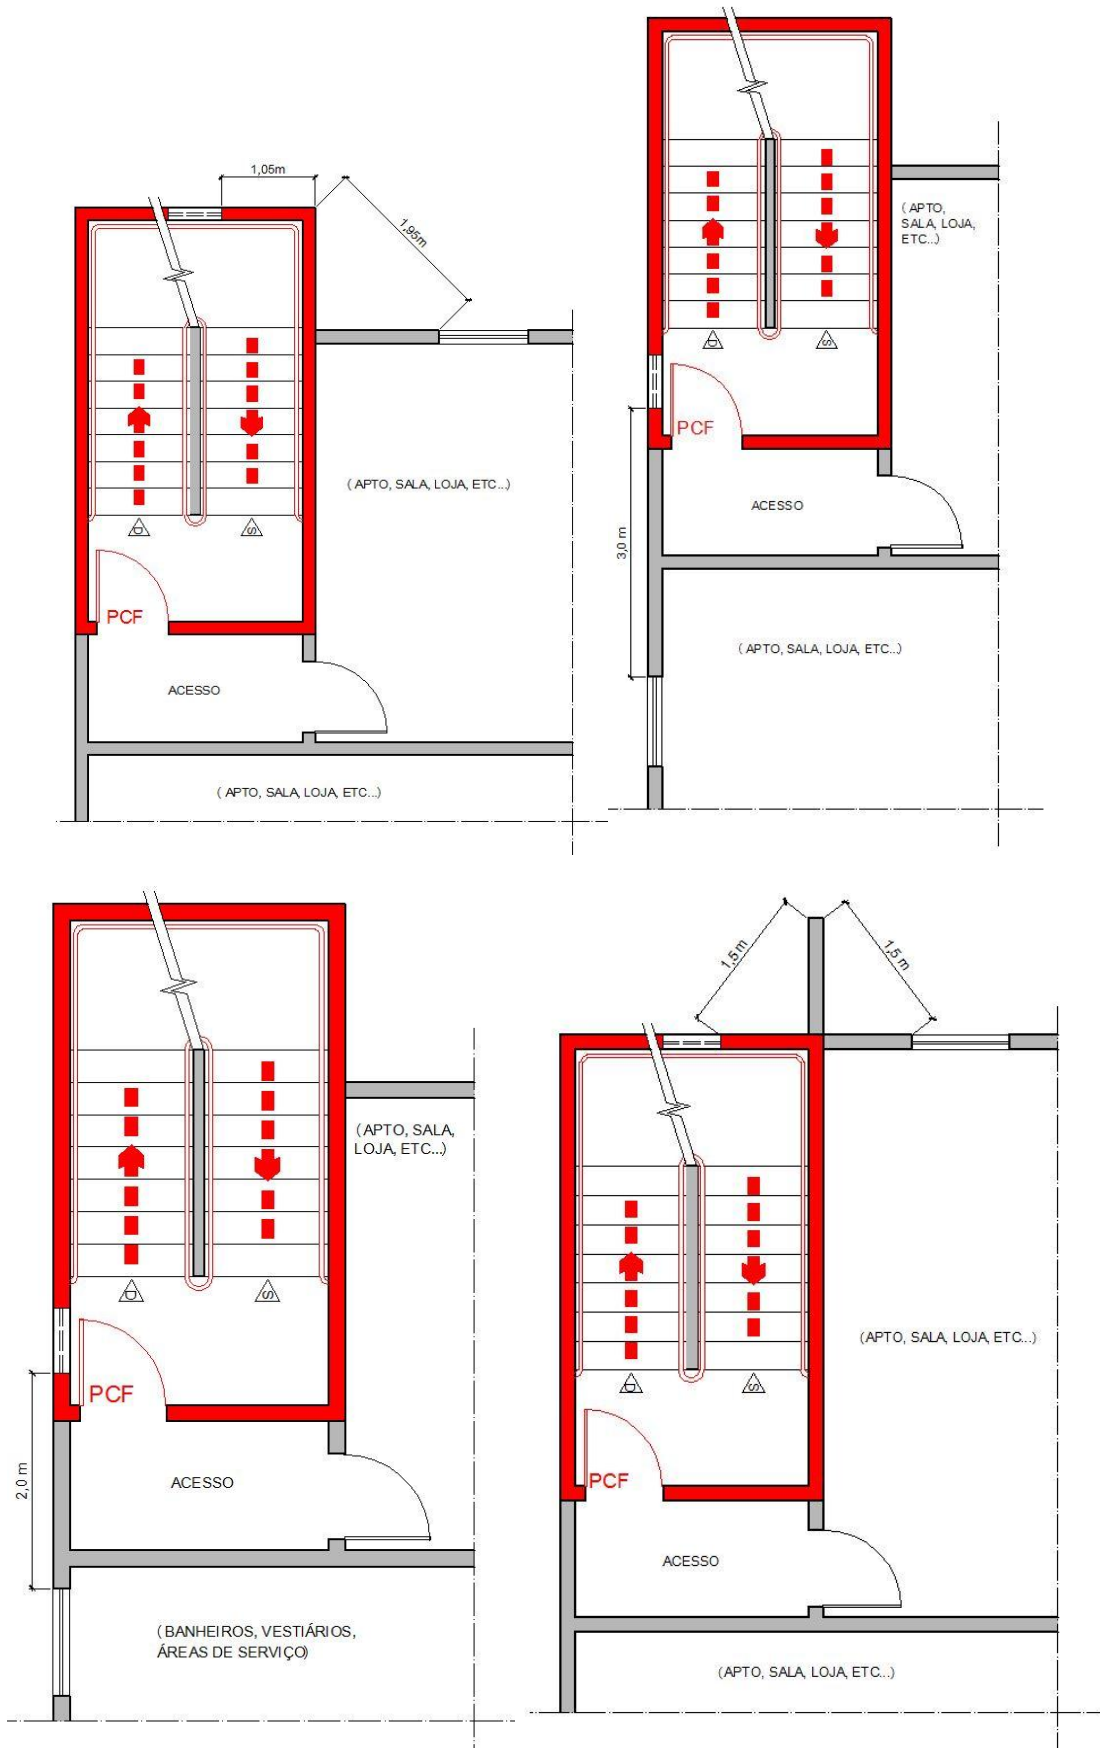 1,05m
1,95m
(APTO, SALA, LOJA, ETC...)
D
S
PCF
ACESSO
( APTO, SALA, LOJA, ETC...)
( APTO,
SALA, LOJA,
ETC...)
D
S
PCF
ACESSO
3,0 m
( APTO, SALA, LOJA, ETC...)
(APTO, SALA,
LOJA, ETC...)
D
S
PCF
2,0 m
ACESSO
(BANHEIROS, VESTIÁRIOS,
ÁREAS DE SERVIÇO)
1,5 m
1,5 m
(APTO, SALA, LOJA, ETC...)
D
S
PCF
ACESSO
(APTO, SALA, LOJA, ETC...)